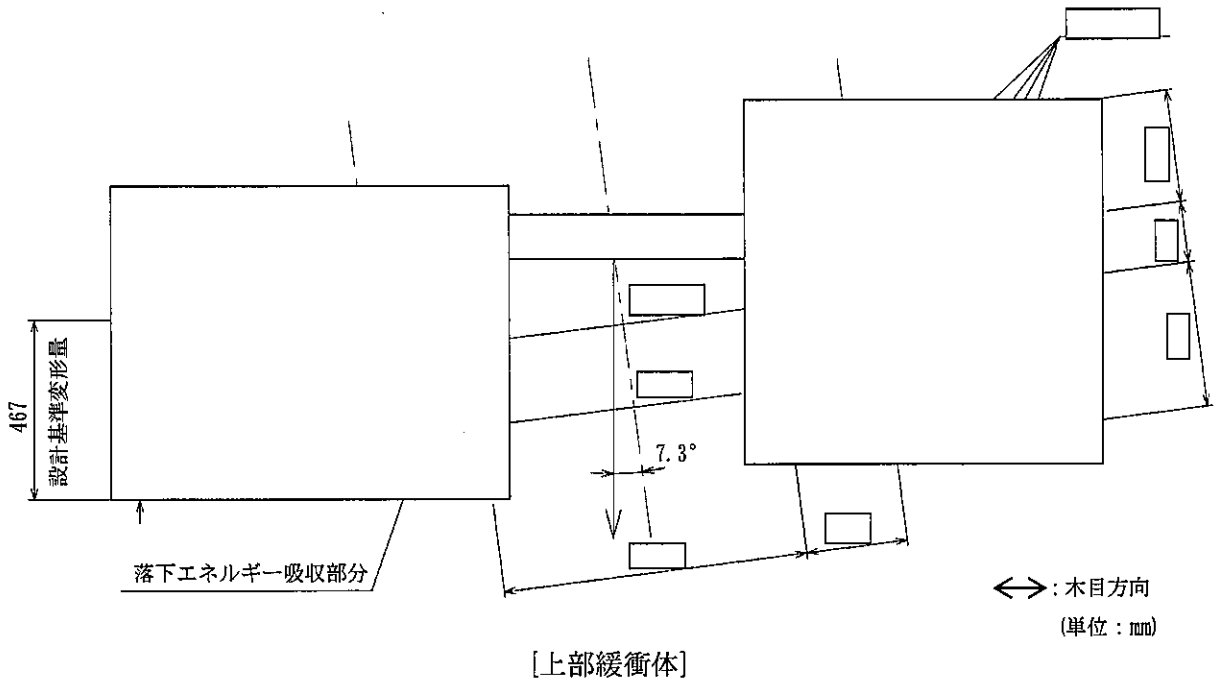 467
設計基準変形量
7.3°
落下エネルギー吸収部分
:木目方向
(単位:mm)
[上部緩衝体]